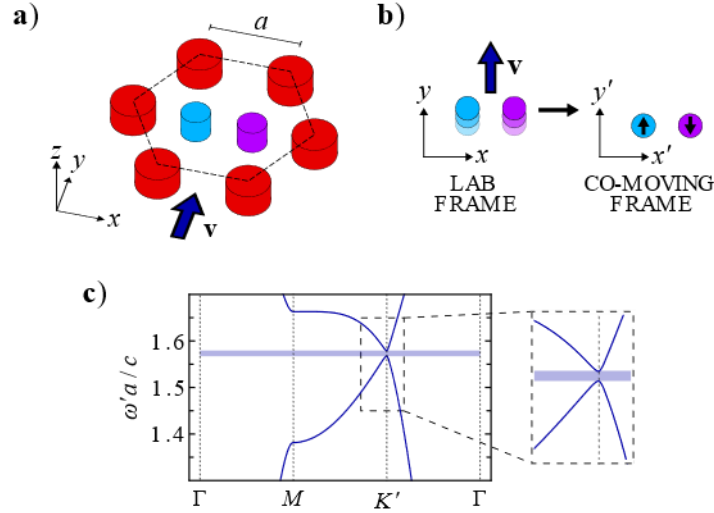 a)
a
z
y
x
v
b)
v
y
x
LAB
FRAME
y′
x′
CO-MOVING
FRAME
c)
ω′a / c
1.6
1.5
1.4
Γ
M
K′
Γ